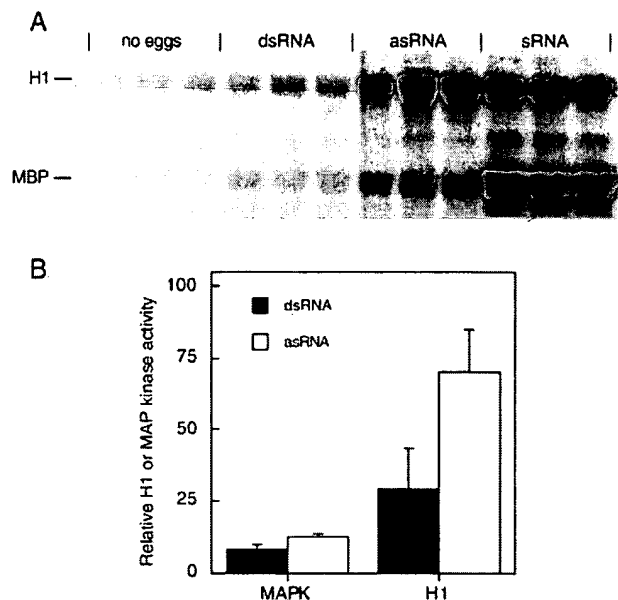 A
| no eggs | dsRNA | asRNA | sRNA |
H1 —
MBP —
B
100
75
50
25
0
Relative H1 or MAP kinase activity
dsRNA
asRNA
MAPK H1